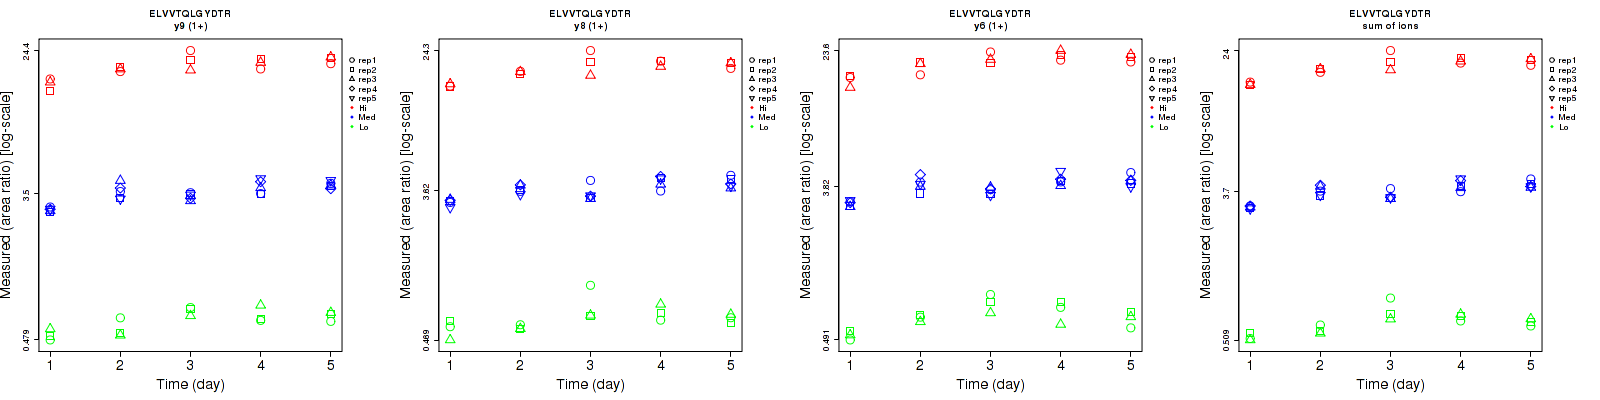 ELVVTQLGYDTR
y9 (1+)
Measured (area ratio) [log-scale]
24.4
3.5
0.479
1 2 3 4 5
Time (day)
rep1
rep2
rep3
rep4
rep5
Hi
Med
Lo
ELVVTQLGYDTR
y8 (1+)
Measured (area ratio) [log-scale]
24.3
3.62
0.469
1 2 3 4 5
Time (day)
rep1
rep2
rep3
rep4
rep5
Hi
Med
Lo
ELVVTQLGYDTR
y6 (1+)
Measured (area ratio) [log-scale]
23.6
3.82
0.491
1 2 3 4 5
Time (day)
rep1
rep2
rep3
rep4
rep5
Hi
Med
Lo
ELVVTQLGYDTR
sum of ions
Measured (area ratio) [log-scale]
24
3.7
0.509
1 2 3 4 5
Time (day)
rep1
rep2
rep3
rep4
rep5
Hi
Med
Lo